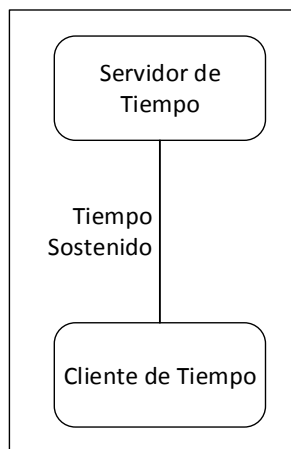 Servidor de
Tiempo
Tiempo
Sostenido
Cliente de Tiempo